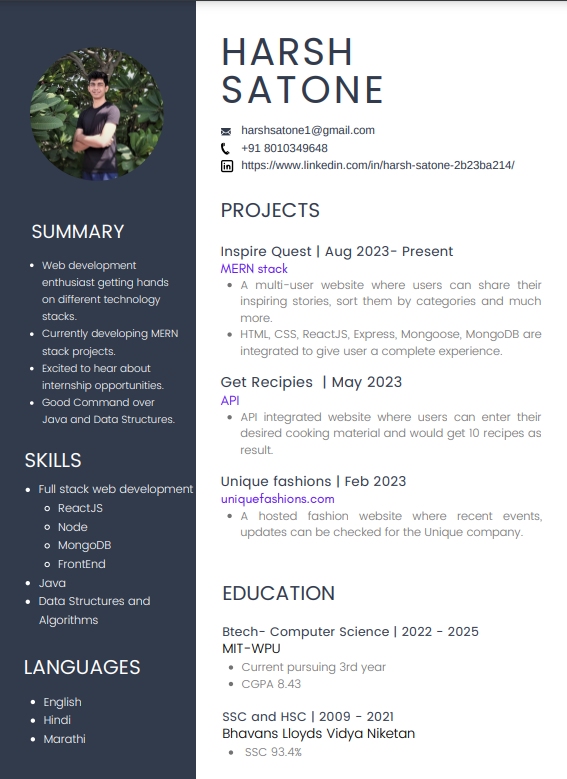 HARSH
SATONE
harshsatone1@gmail.com
+91 8010349648
https://www.linkedin.com/in/harsh-satone-2b23ba214/
SUMMARY
Web development
enthusiast getting hands
on different technology
stacks.
Currently developing MERN
stack projects.
Excited to hear about
internship opportunities.
Good Command over
Java and Data Structures.
SKILLS
Full stack web development
ReactJS
Node
MongoDB
FrontEnd
Java
Data Structures and
Algorithms
LANGUAGES
English
Hindi
Marathi
PROJECTS
Inspire Quest | Aug 2023- Present
MERN stack
A multi-user website where users can share their
inspiring stories, sort them by categories and much
more.
HTML, CSS, ReactJS, Express, Mongoose, MongoDB are
integrated to give user a complete experience.
Get Recipies | May 2023
API
API integrated website where users can enter their
desired cooking material and would get 10 recipes as
result.
Unique fashions | Feb 2023
uniquefashions.com
A hosted fashion website where recent events,
updates can be checked for the Unique company.
EDUCATION
Btech- Computer Science | 2022 - 2025
MIT-WPU
Current pursuing 3rd year
CGPA 8.43
SSC and HSC | 2009 - 2021
Bhavans Lloyds Vidya Niketan
SSC 93.4%